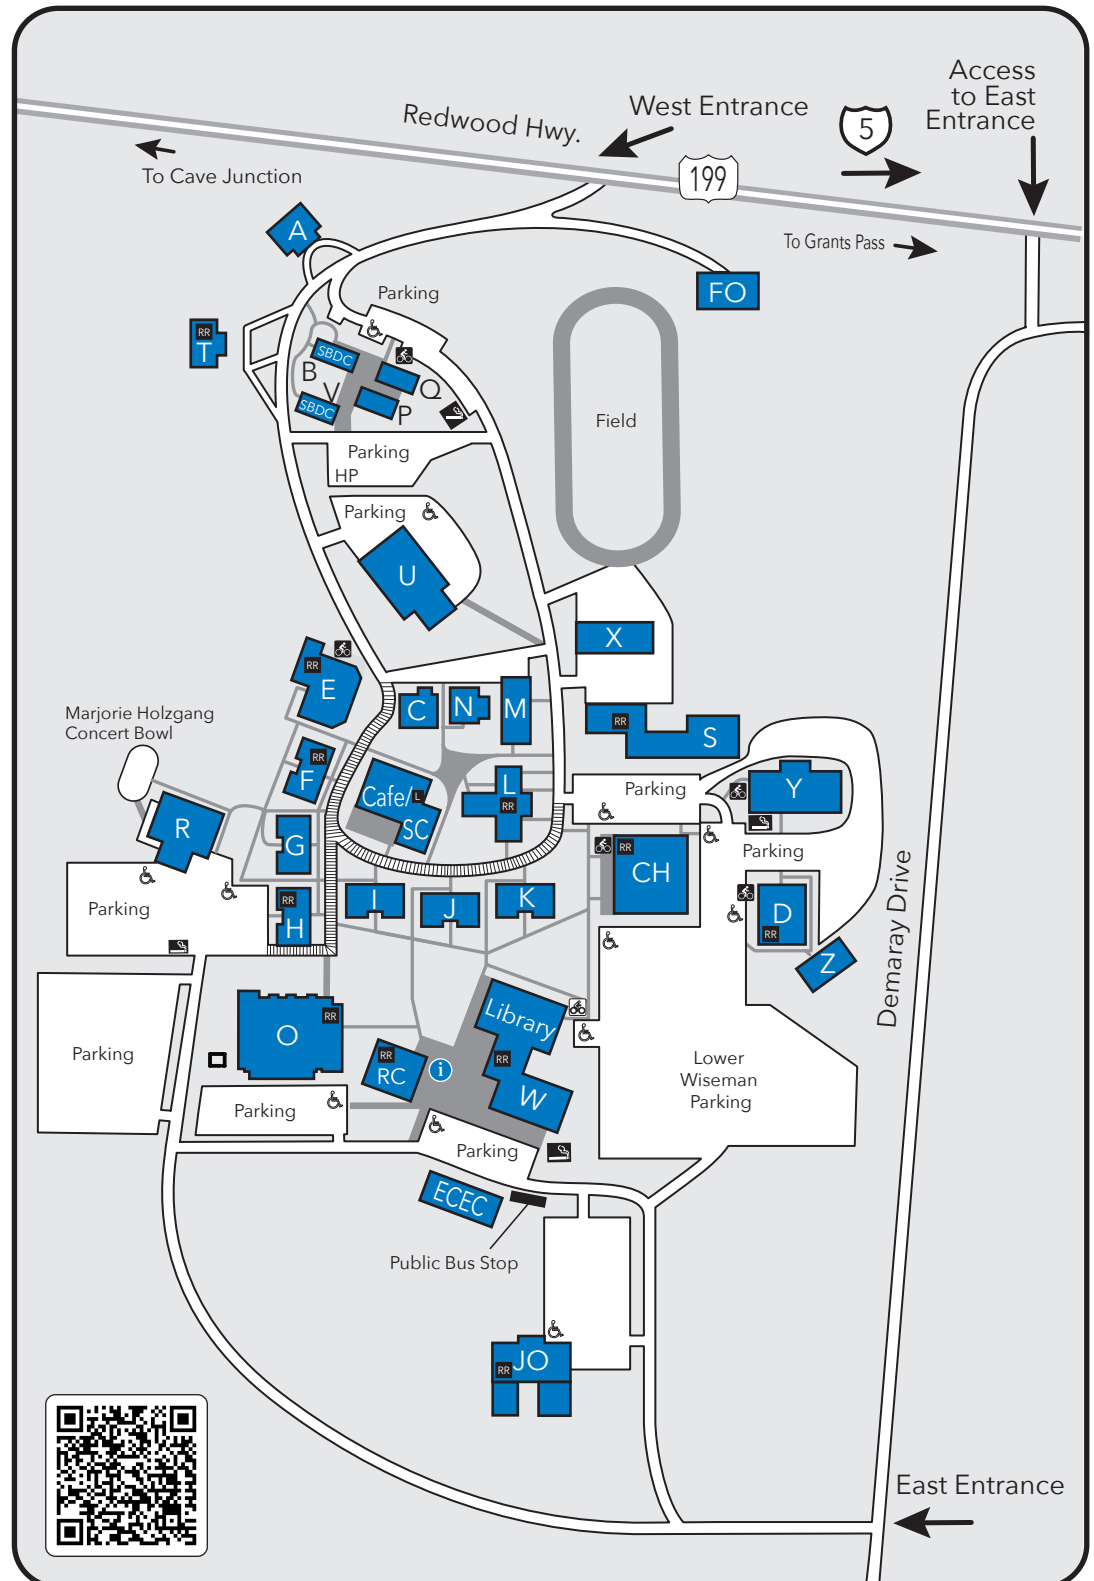 Access
to East
Entrance
West Entrance
5
Redwood Hwy.
199
To Cave Junction
To Grants Pass
A
FO
Parking
RR
T
SBDC
B
V
Q
SBDC
P
Field
Parking
HP
Parking
U
X
E
RR
C
N
M
Marjorie Holzgang
Concert Bowl
RR
S
RR
F
Cafe/
L
SC
L
RR
Parking
Y
R
G
RR
CH
Parking
Parking
RR
H
I
J
K
D
RR
Z
Demaray Drive
Library
RR
O
RR
RC
i
RR
W
Parking
Lower
Wiseman
Parking
Parking
Parking
ECEC
Public Bus Stop
RR
JO
East Entrance